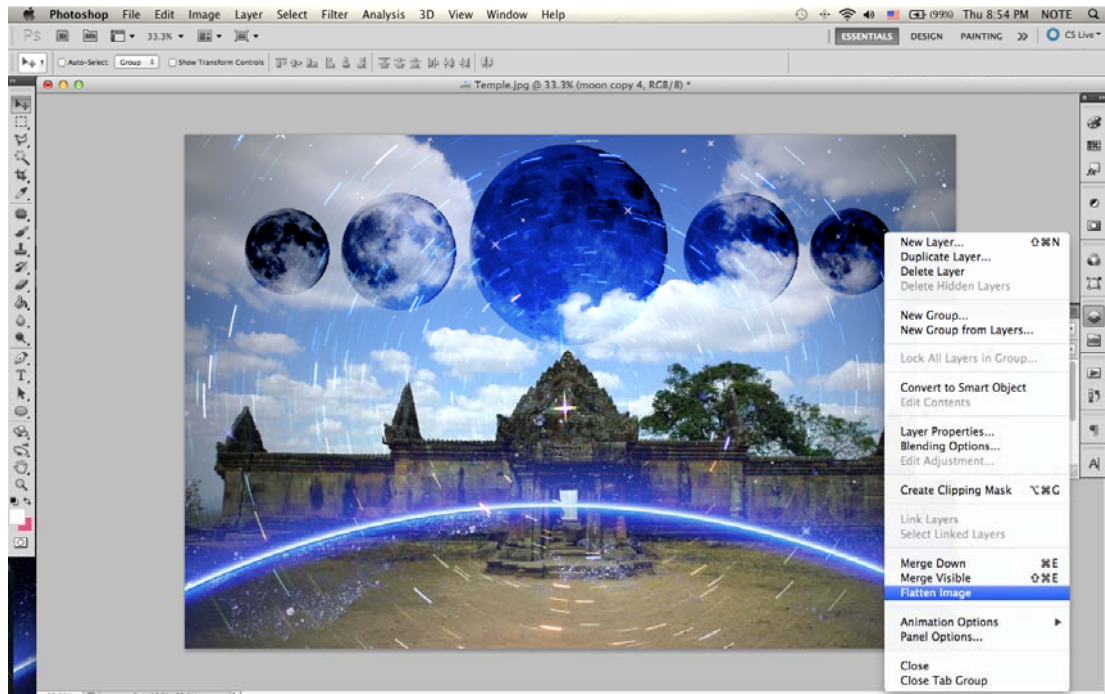 Photoshop File Edit Image Layer Select Filter Analysis 3D View Window Help (99%) Thu 8:54 PM NOTE
Ps Br Mb 33.3% ESSENTIALS DESIGN PAINTING >> CS Live
Auto-Select: Group Show Transform Controls
Temple.jpg @ 33.3% (moon copy 4, RGB/8) *
New Layer... ⇧⌘N
Duplicate Layer...
Delete Layer
Delete Hidden Layers
New Group...
New Group from Layers...
Lock All Layers in Group...
Convert to Smart Object
Edit Contents
Layer Properties...
Blending Options...
Edit Adjustment...
Create Clipping Mask ⌥⌘G
Link Layers
Select Linked Layers
Merge Down ⌘E
Merge Visible ⇧⌘E
Flatten Image
Animation Options
Panel Options...
Close
Close Tab Group